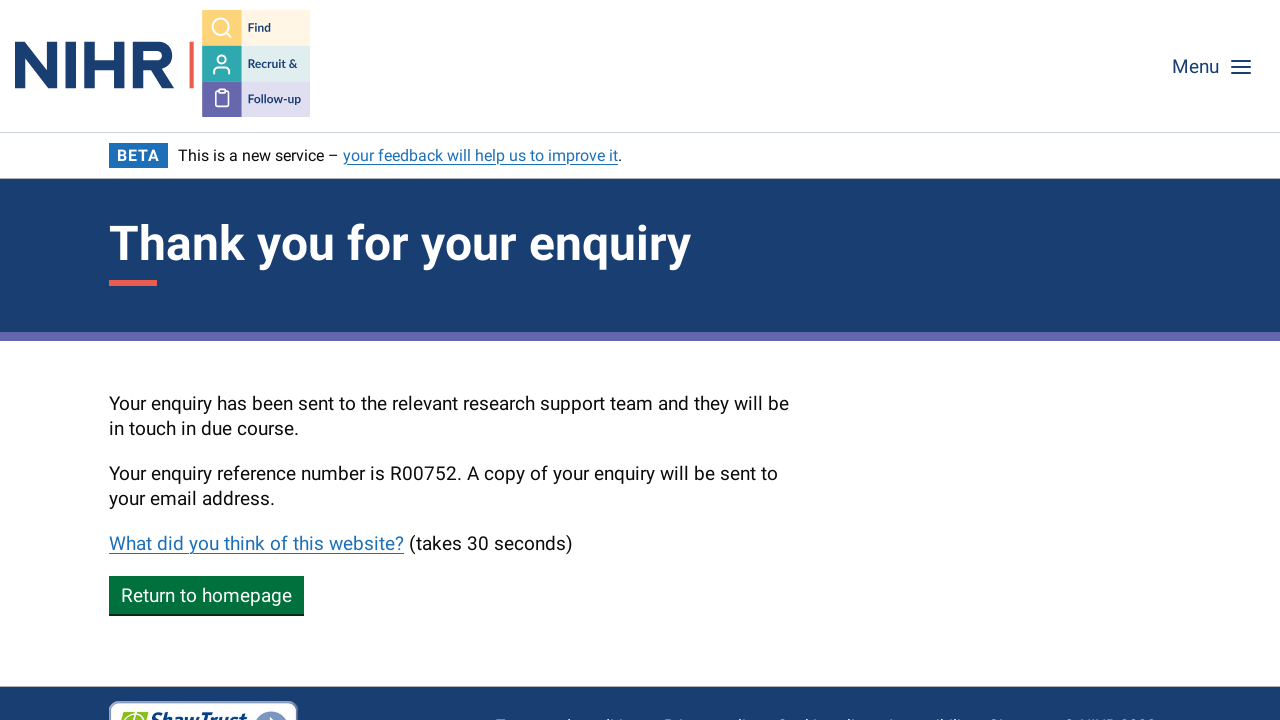 NIHR
Find
Recruit &
Follow-up
Menu
BETA
This is a new service – your feedback will help us to improve it.
Thank you for your enquiry
Your enquiry has been sent to the relevant research support team and they will be
in touch in due course.
Your enquiry reference number is R00752. A copy of your enquiry will be sent to
your email address.
What did you think of this website? (takes 30 seconds)
Return to homepage
ShawTrust